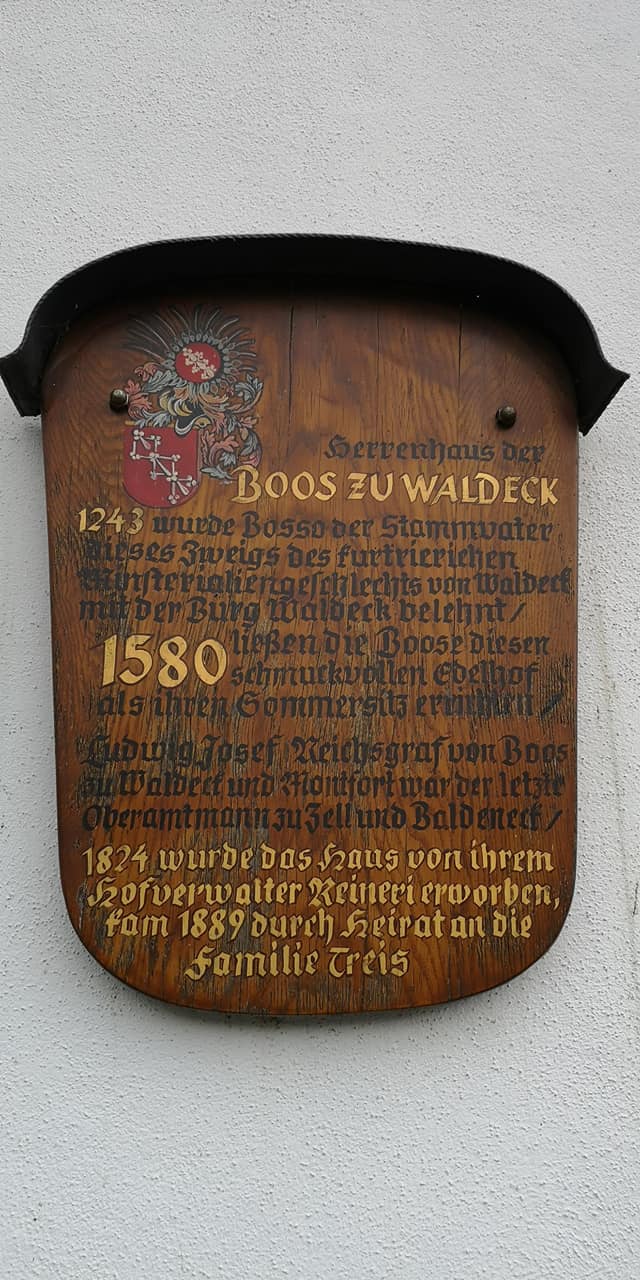 Herrenhaus der
BOOS ZU WALDECK
1243 wurde Bosso der Stammvater
dieses Zweigs des kurtrierichen
Ministerialengeschlechts von Waldeck
mit der Burg Waldeck belehnt/
1580 ließen die Boose diesen
schmuckvollen Edelhof
als ihren Sommersitz errichten/
Ludwig Josef Reichsgraf von Boos
zu Waldeck und Montfort war der letzte
Oberamtmann zu Zell und Baldeneck/
1824 wurde das Haus von ihrem
Hofverwalter Reineri erworben,
kam 1889 durch Heirat an die
Familie Treis